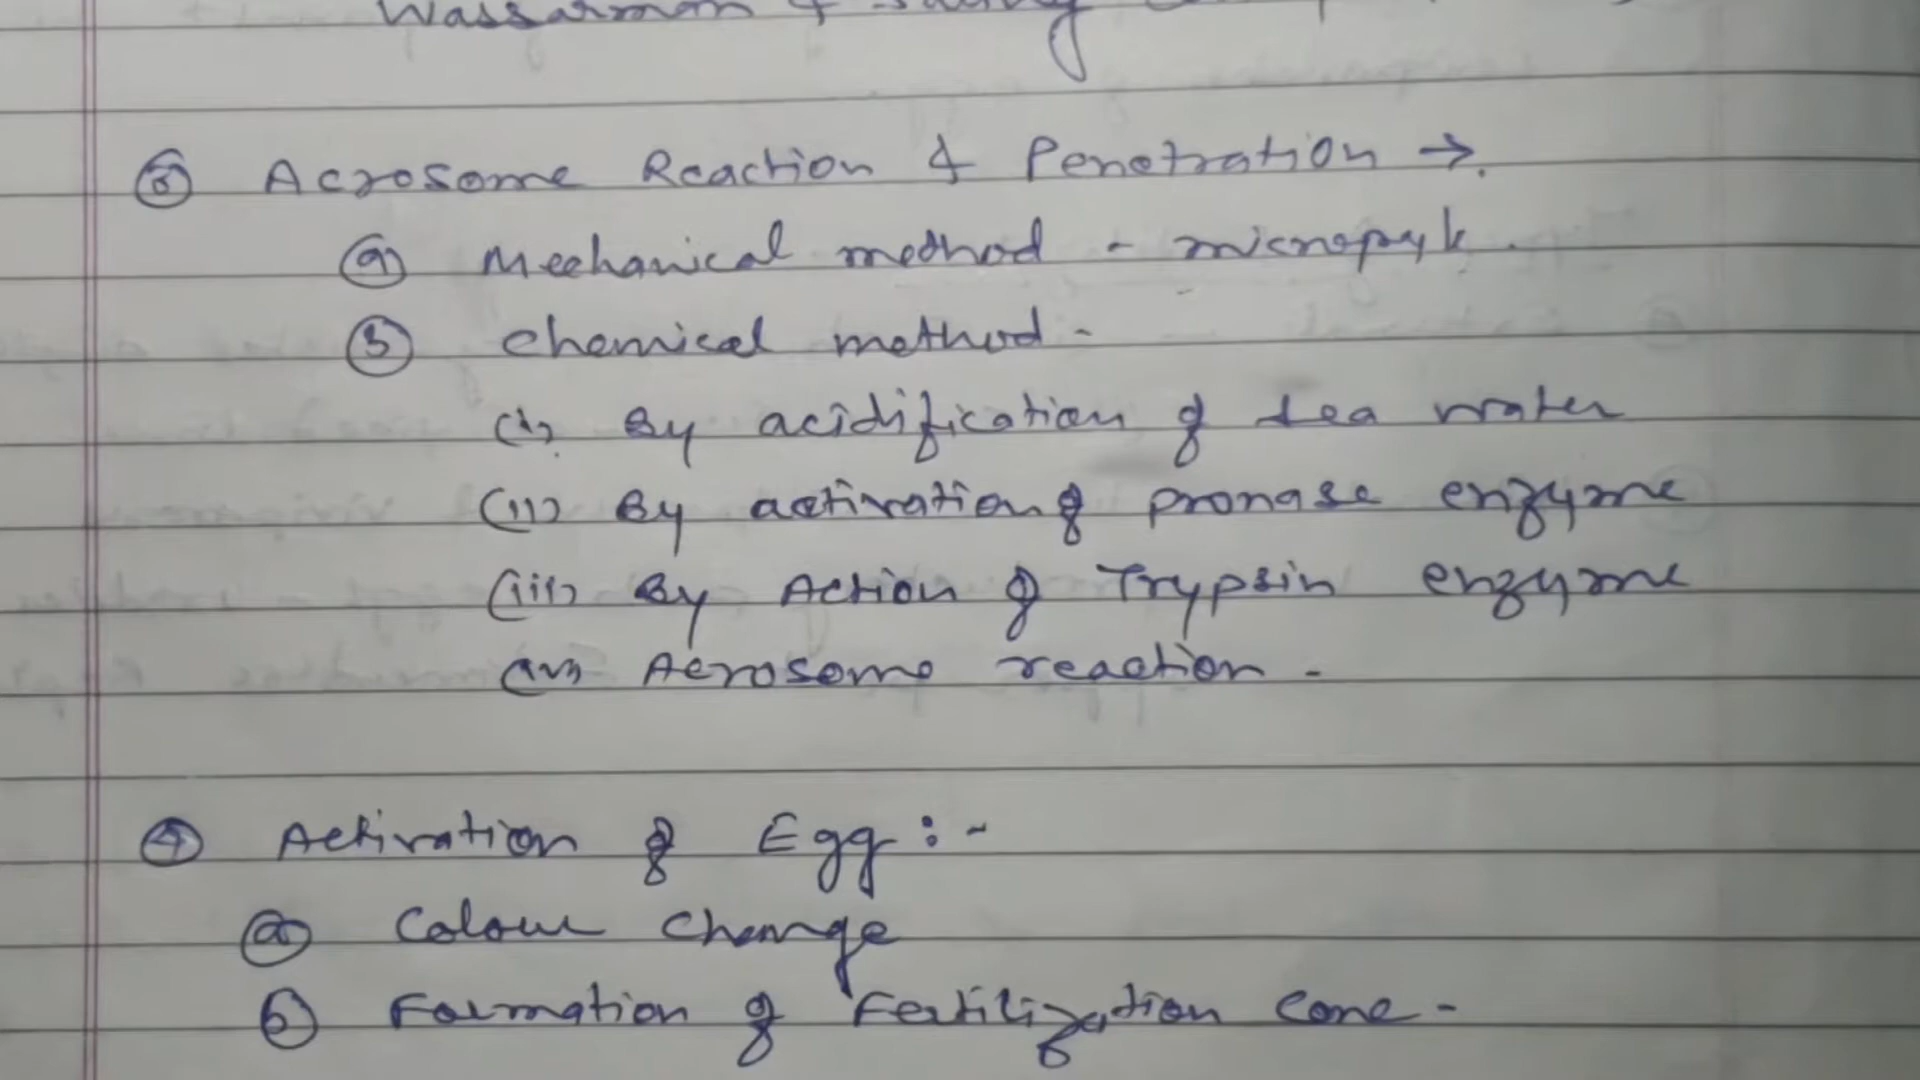 Wassarman &
③ Acrosome Reaction & Penetration →.
ⓐ Mechanical method - micropyle.
ⓑ Chemical method -
(i) By acidification of sea water
(ii) By activation of pronase enzyme
(iii) By Action of Trypsin enzyme
(iv) Acrosome reaction -
④ Activation of Egg :-
ⓐ Colour Change
ⓑ Formation of Fertilization Cone -